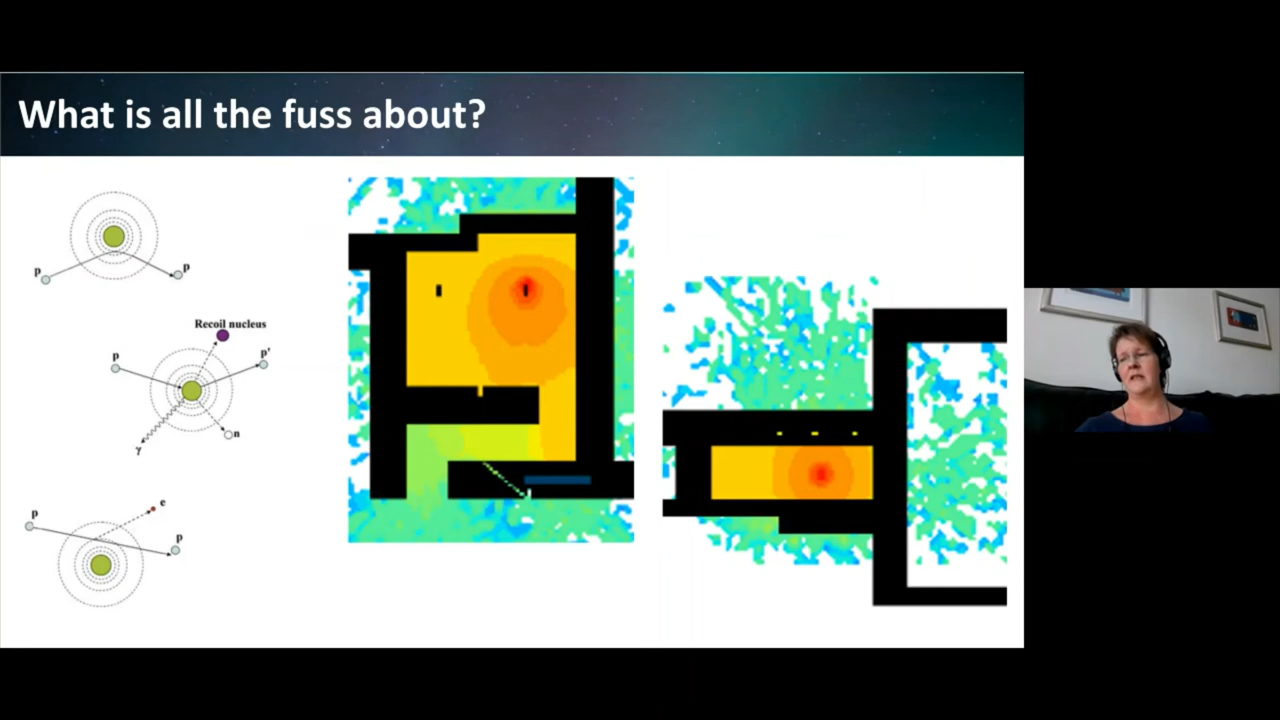 What is all the fuss about?
p
p
Recoil nucleus
p
p'
n
γ
e
p
p